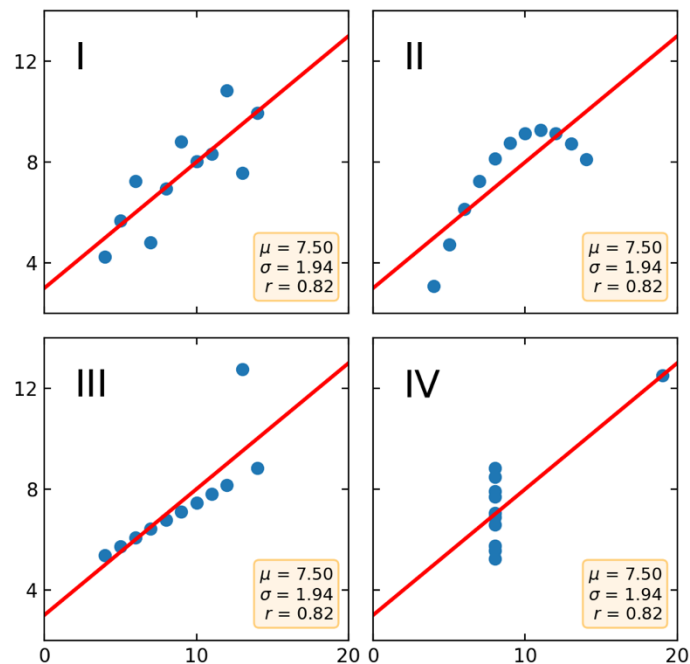 I
II
12
8
4
μ = 7.50
σ = 1.94
r = 0.82
μ = 7.50
σ = 1.94
r = 0.82
III
IV
12
8
4
μ = 7.50
σ = 1.94
r = 0.82
μ = 7.50
σ = 1.94
r = 0.82
0 10 20
0 10 20